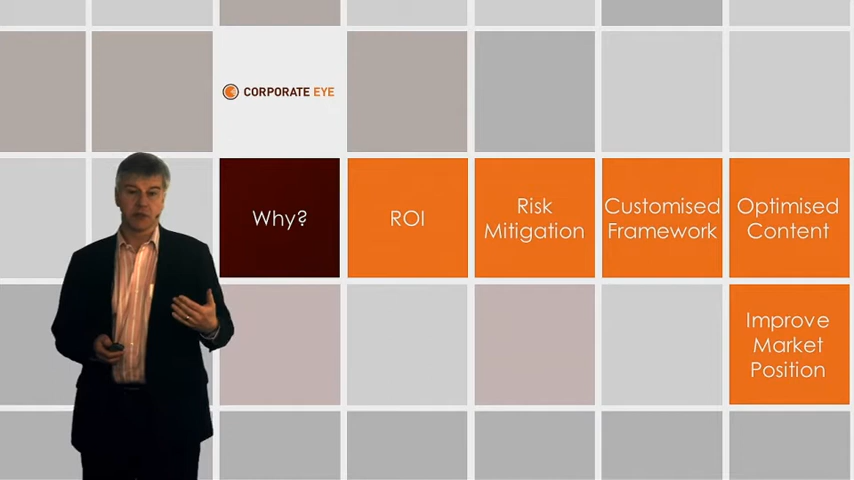 CORPORATE EYE
Why?
ROI
Risk
Mitigation
Customised
Framework
Optimised
Content
Improve
Market
Position